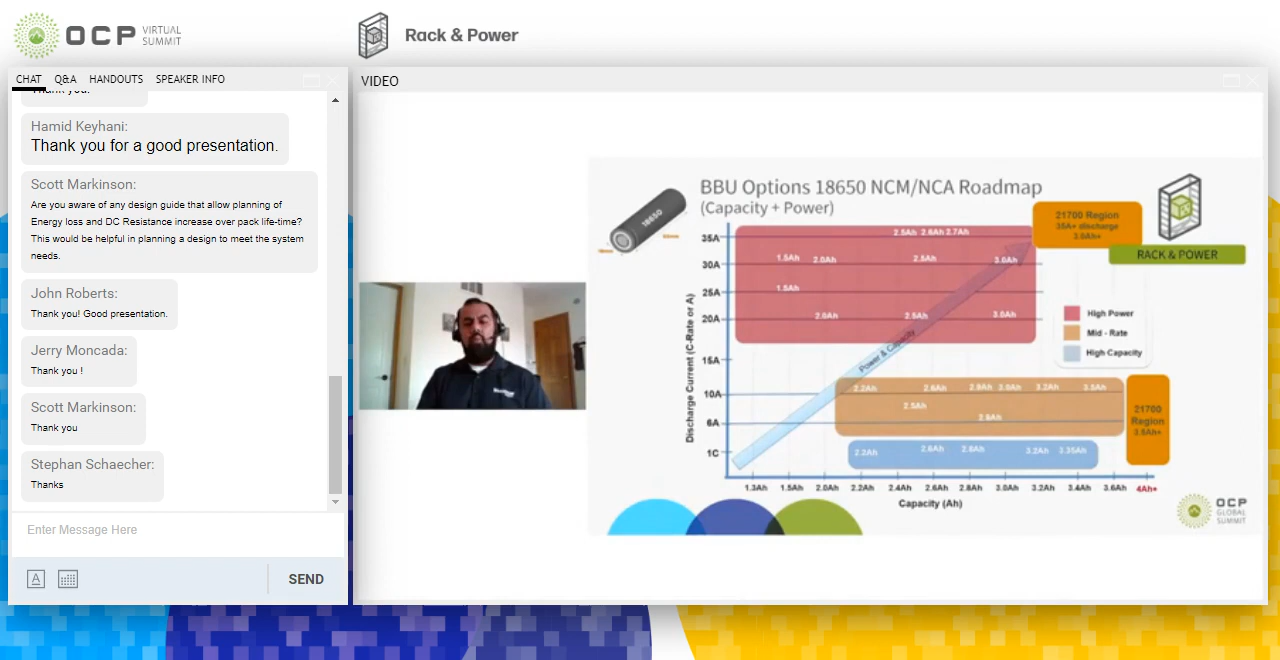 OCP VIRTUAL
SUMMIT
Rack & Power
CHAT Q&A HANDOUTS SPEAKER INFO
Thank you.
Hamid Keyhani:
Thank you for a good presentation.
Scott Markinson:
Are you aware of any design guide that allow planning of
Energy loss and DC Resistance increase over pack life-time?
This would be helpful in planning a design to meet the system
needs.
John Roberts:
Thank you! Good presentation.
Jerry Moncada:
Thank you !
Scott Markinson:
Thank you
Stephan Schaecher:
Thanks
Enter Message Here
A
SEND
VIDEO
BBU Options 18650 NCM/NCA Roadmap
(Capacity + Power)
18650
21700 Region
35A+ discharge
3.0Ah+
RACK & POWER
Discharge Current (C-Rate or A)
35A
2.5Ah 2.6Ah 2.7Ah
30A
1.5Ah 2.0Ah 2.5Ah 3.0Ah
25A
1.5Ah
20A
2.0Ah 2.5Ah 3.0Ah
15A
Power & Capacity
10A
2.2Ah 2.6Ah 2.9Ah 3.0Ah 3.2Ah 3.5Ah
2.5Ah
6A
2.9Ah
1C
2.2Ah 2.6Ah 2.8Ah 3.2Ah 3.35Ah
High Power
Mid - Rate
High Capacity
21700
Region
3.5Ah+
1.3Ah 1.5Ah 2.0Ah 2.2Ah 2.4Ah 2.6Ah 2.8Ah 3.0Ah 3.2Ah 3.4Ah 3.6Ah 4Ah+
Capacity (Ah)
OCP
GLOBAL
SUMMIT